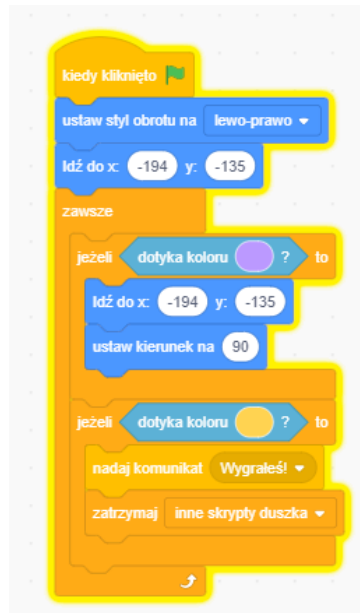 kiedy kliknięto
ustaw styl obrotu na lewo-prawo
Idź do x: -194 y: -135
zawsze
jeżeli dotyka koloru ? to
Idź do x: -194 y: -135
ustaw kierunek na 90
jeżeli dotyka koloru ? to
nadaj komunikat Wygrałeś!
zatrzymaj inne skrypty duszka